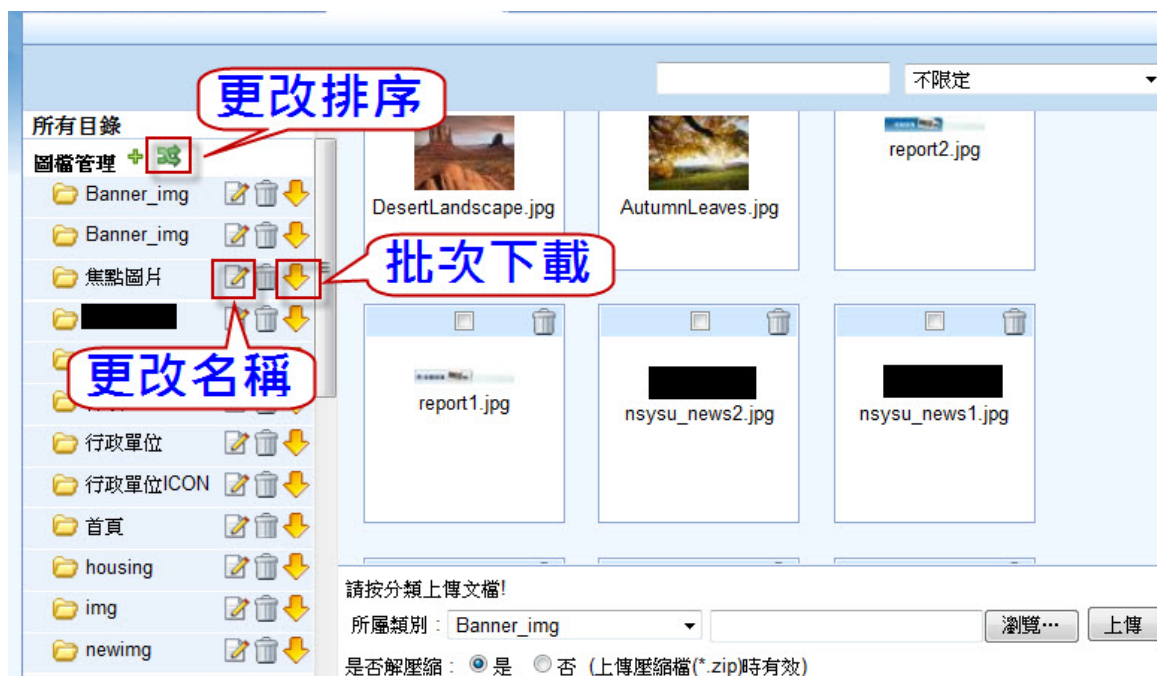 更改排序
不限定
所有目錄
圖檔管理
Banner_img
Banner_img
焦點圖片
批次下載
更改名稱
行政單位
行政單位ICON
首頁
housing
img
newimg
DesertLandscape.jpg
AutumnLeaves.jpg
report2.jpg
report1.jpg
nsysu_news2.jpg
nsysu_news1.jpg
請按分類上傳文檔!
所屬類別：Banner_img 瀏覽… 上傳
是否解壓縮：是 否 (上傳壓縮檔(*.zip)時有效)